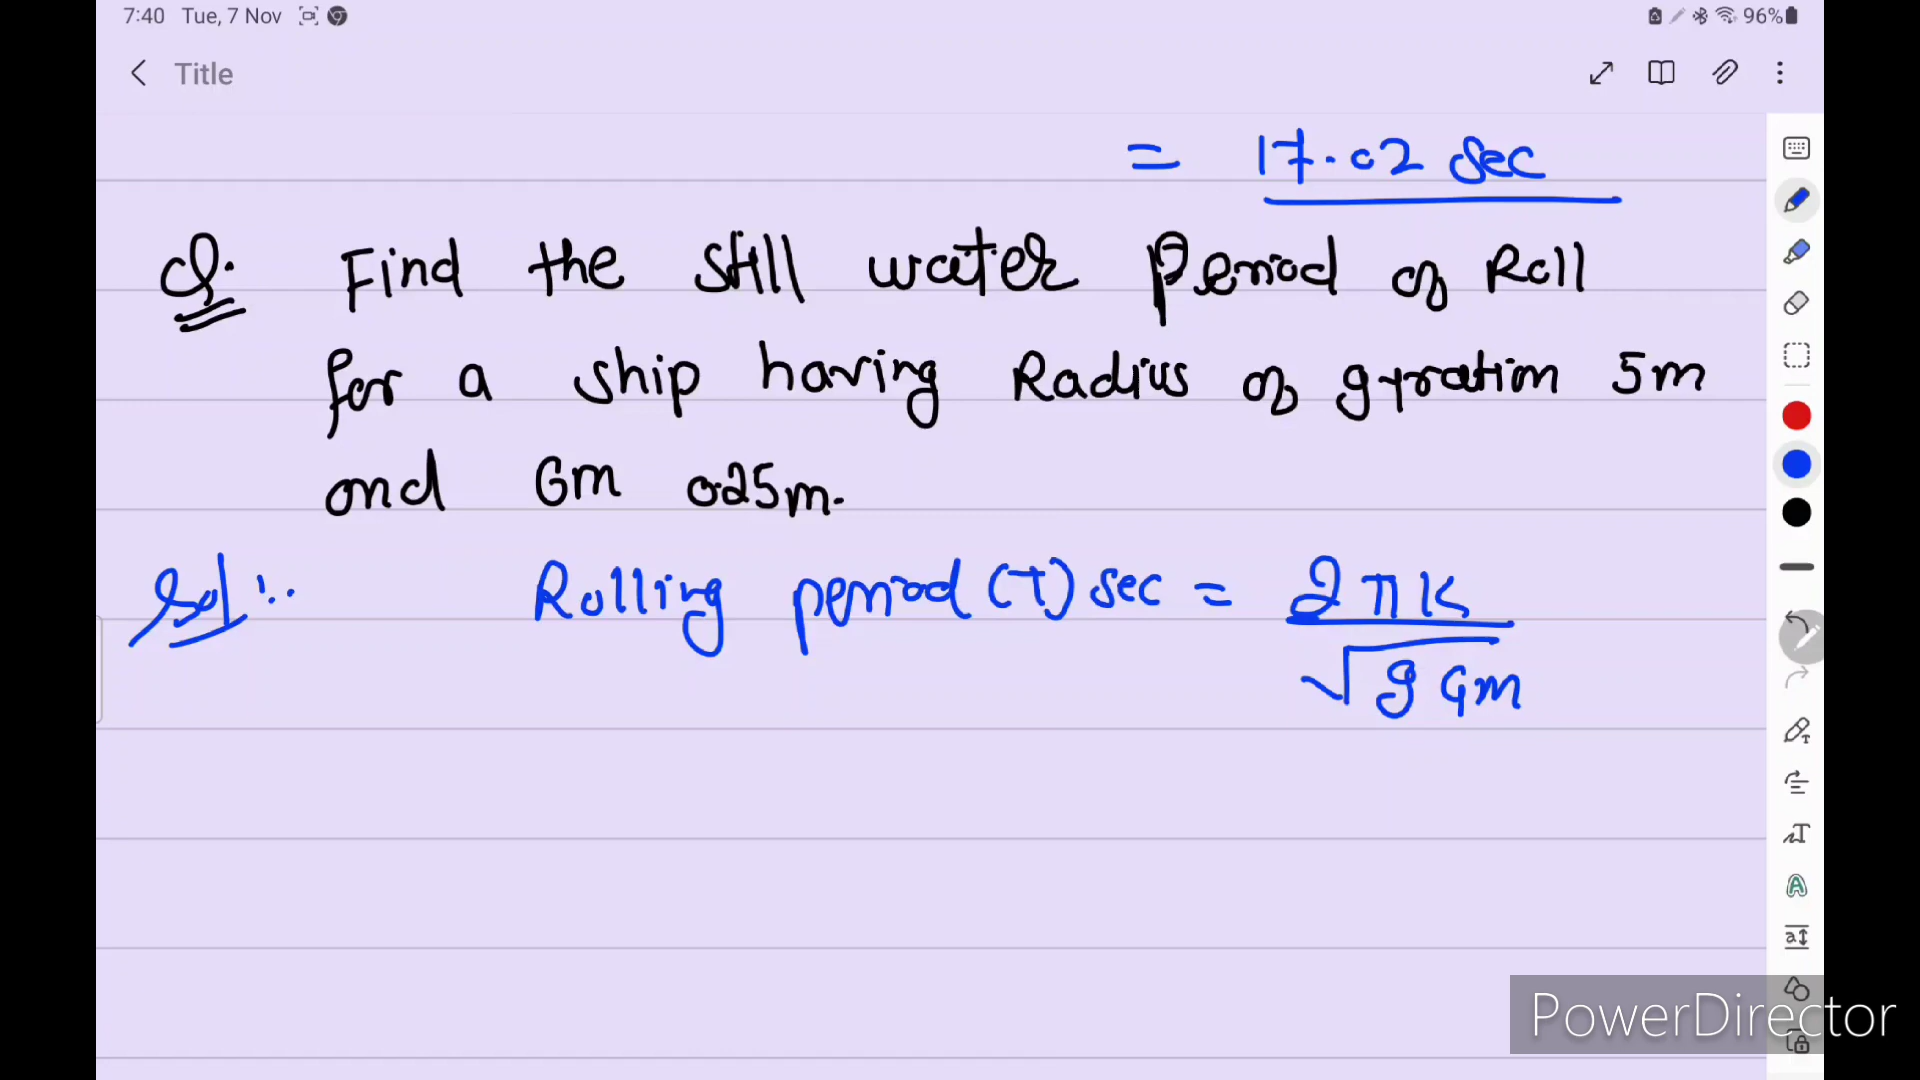 7:40 Tue, 7 Nov 96%
Title
= 17.02 sec
Q. Find the still water Period of Roll
for a ship having Radius of gyration 5m
and Gm 0.25m.
Sol:. Rolling period (T) sec = 2πK
√g Gm
PowerDirector